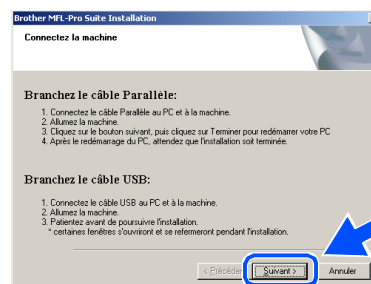 Brother MFL-Pro Suite Installation
Connectez la machine
Branchez le câble Parallèle:
1. Connectez le câble Parallèle au PC et à la machine.
2. Allumez la machine.
3. Cliquez sur le bouton suivant, puis cliquez sur Terminer pour redémarrer votre PC
4. Après le redémarrage du PC, attendez que l'installation soit terminée.
Branchez le câble USB:
1. Connectez le câble USB au PC et à la machine.
2. Allumez la machine.
3. Patientez avant de poursuivre l'installation.
* certaines fenêtres s'ouvriront et se refermeront pendant l'installation.
< Précéden Suivant > Annuler